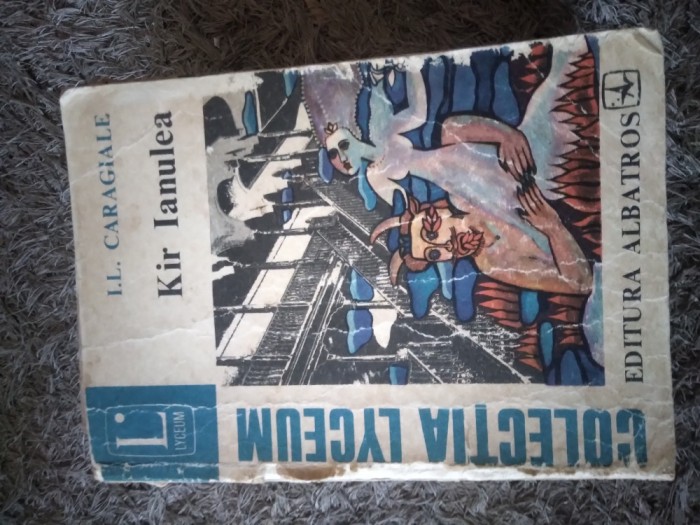 I.L. CARAGIALE
Kir Ianulea
L
LYCEUM
COLECȚIA LYCEUM
EDITURA ALBATROS